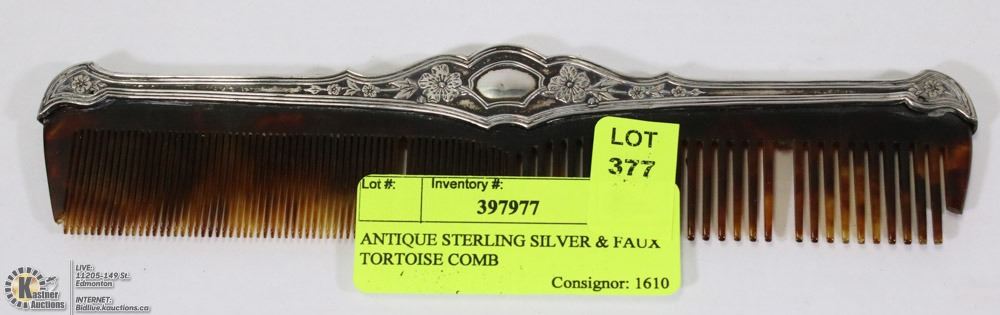 LOT
377
Lot #: Inventory #:
397977
ANTIQUE STERLING SILVER & FAUX
TORTOISE COMB
Consignor: 1610
Kastner
Auctions
LIVE:
11205-149 St.
Edmonton
INTERNET:
Bidlive.kauctions.ca